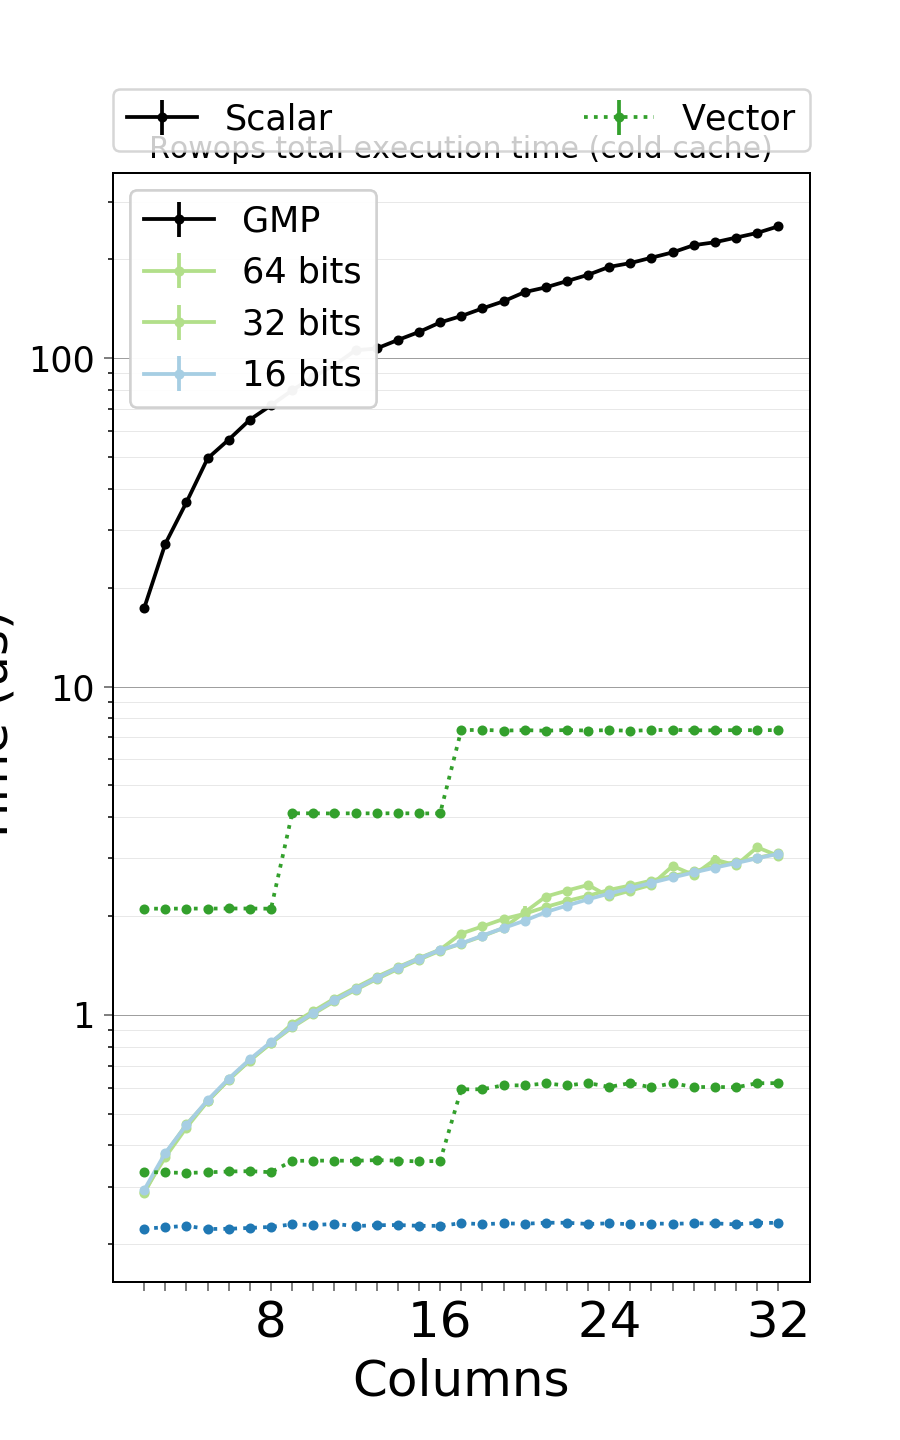 Scalar Vector
Rowops total execution time (cold cache)
GMP
64 bits
32 bits
16 bits
100
10
1
8 16 24 32
Columns